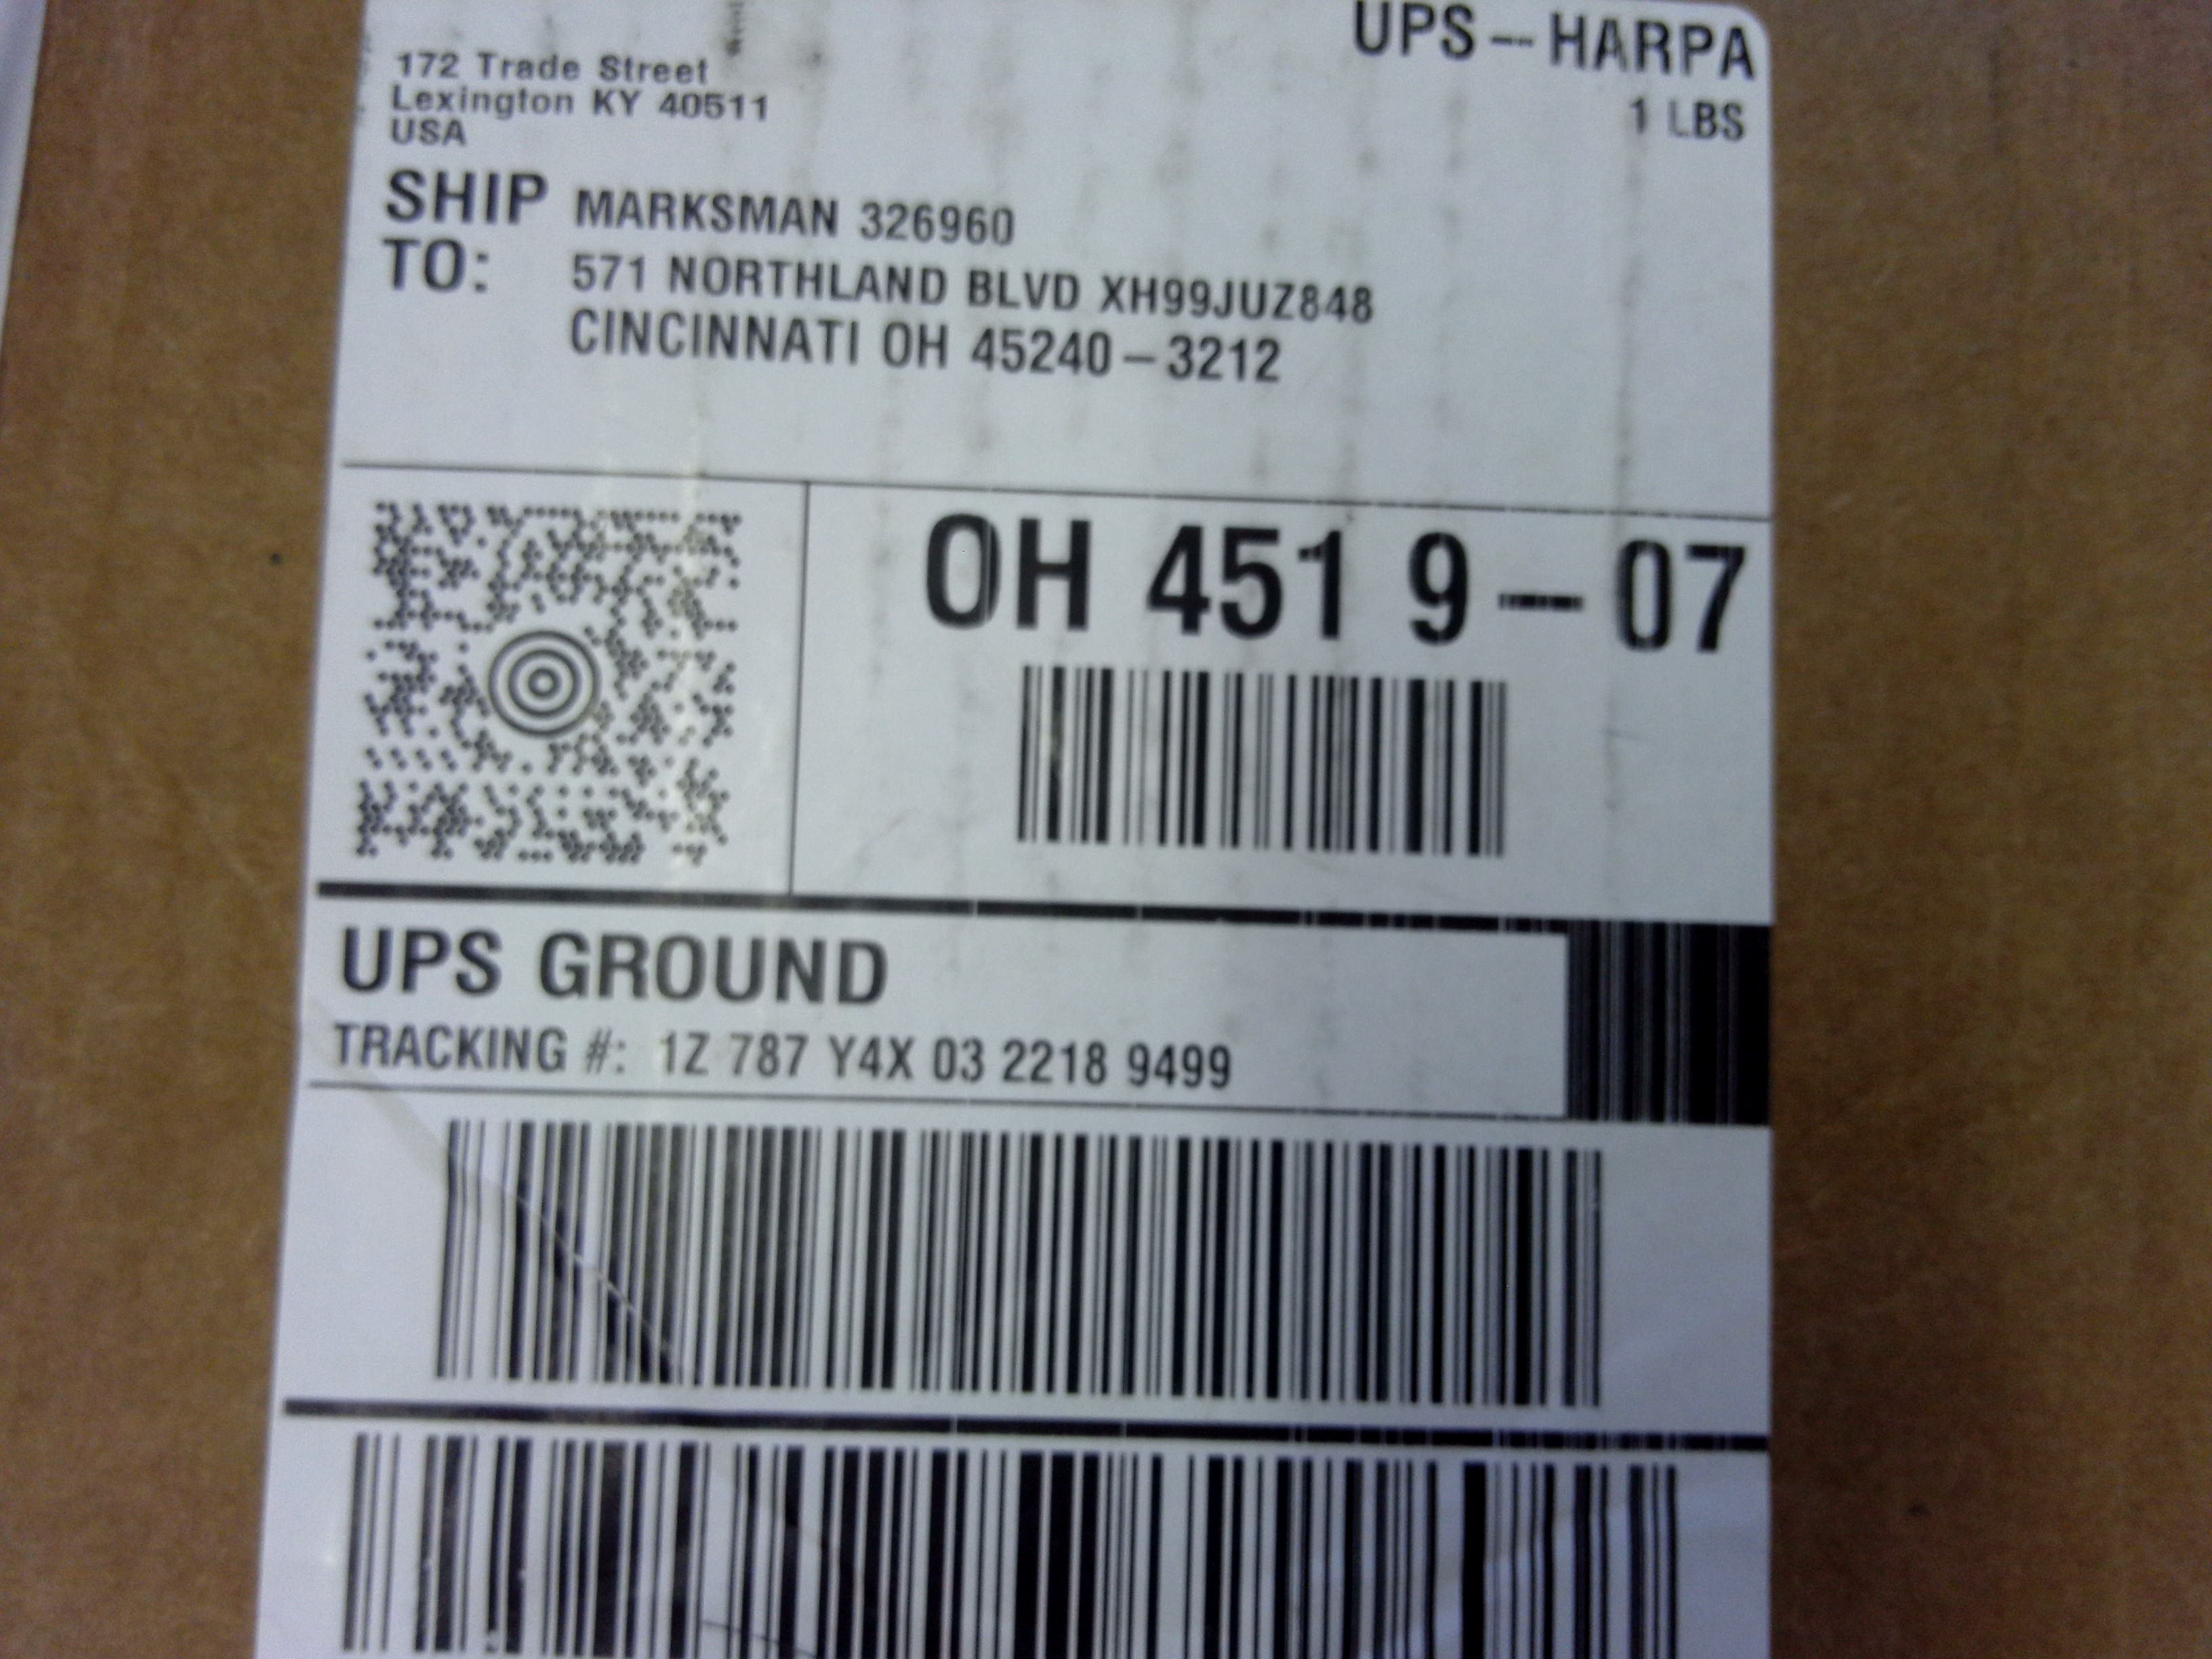 UPS--HARPA
172 Trade Street
Lexington KY 40511
USA
1 LBS
SHIP TO: MARKSMAN 326960
571 NORTHLAND BLVD XH99JUZ848
CINCINNATI OH 45240-3212
OH 451 9-07
UPS GROUND
TRACKING #: 1Z 787 Y4X 03 2218 9499